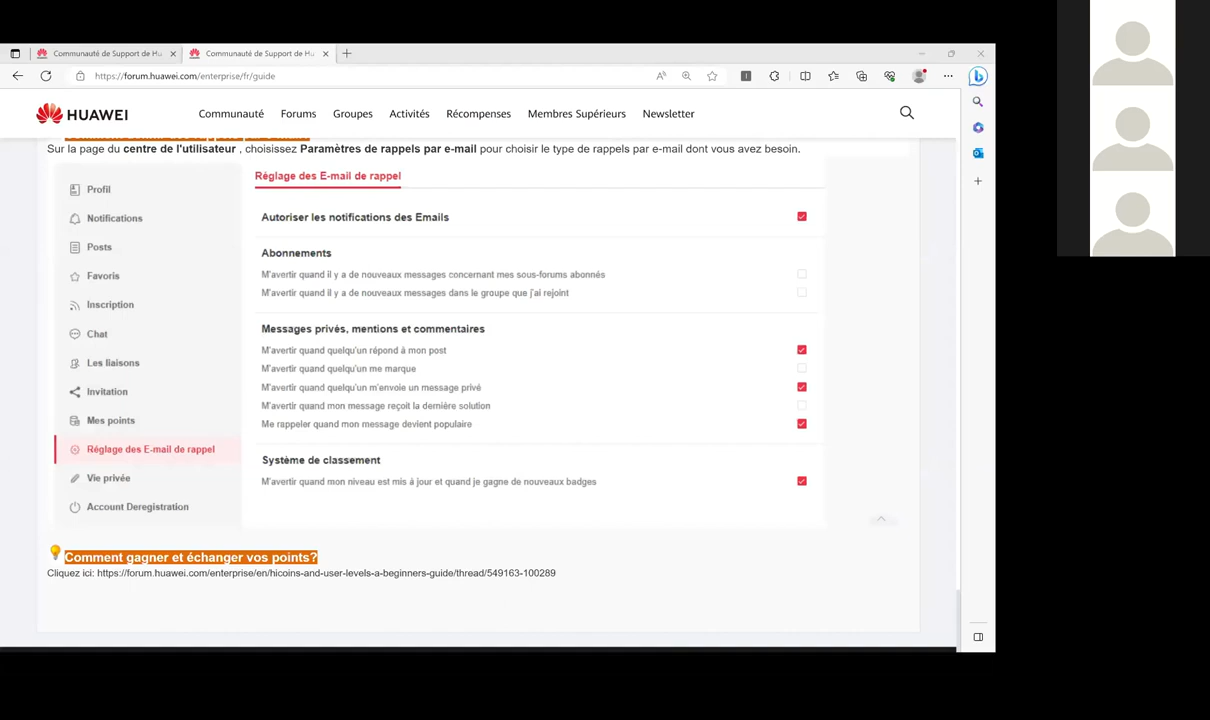 Communauté de Support de Hu
Communauté de Support de Hu
https://forum.huawei.com/enterprise/fr/guide
HUAWEI
Communauté Forums Groupes Activités Récompenses Membres Supérieurs Newsletter
Sur la page du centre de l'utilisateur , choisissez Paramètres de rappels par e-mail pour choisir le type de rappels par e-mail dont vous avez besoin.
Profil
Notifications
Posts
Favoris
Inscription
Chat
Les liaisons
Invitation
Mes points
Réglage des E-mail de rappel
Vie privée
Account Deregistration
Réglage des E-mail de rappel
Autoriser les notifications des Emails
Abonnements
M'avertir quand il y a de nouveaux messages concernant mes sous-forums abonnés
M'avertir quand il y a de nouveaux messages dans le groupe que j'ai rejoint
Messages privés, mentions et commentaires
M'avertir quand quelqu'un répond à mon post
M'avertir quand quelqu'un me marque
M'avertir quand quelqu'un m'envoie un message privé
M'avertir quand mon message reçoit la dernière solution
Me rappeler quand mon message devient populaire
Système de classement
M'avertir quand mon niveau est mis à jour et quand je gagne de nouveaux badges
Comment gagner et échanger vos points?
Cliquez ici: https://forum.huawei.com/enterprise/en/hicoins-and-user-levels-a-beginners-guide/thread/549163-100289